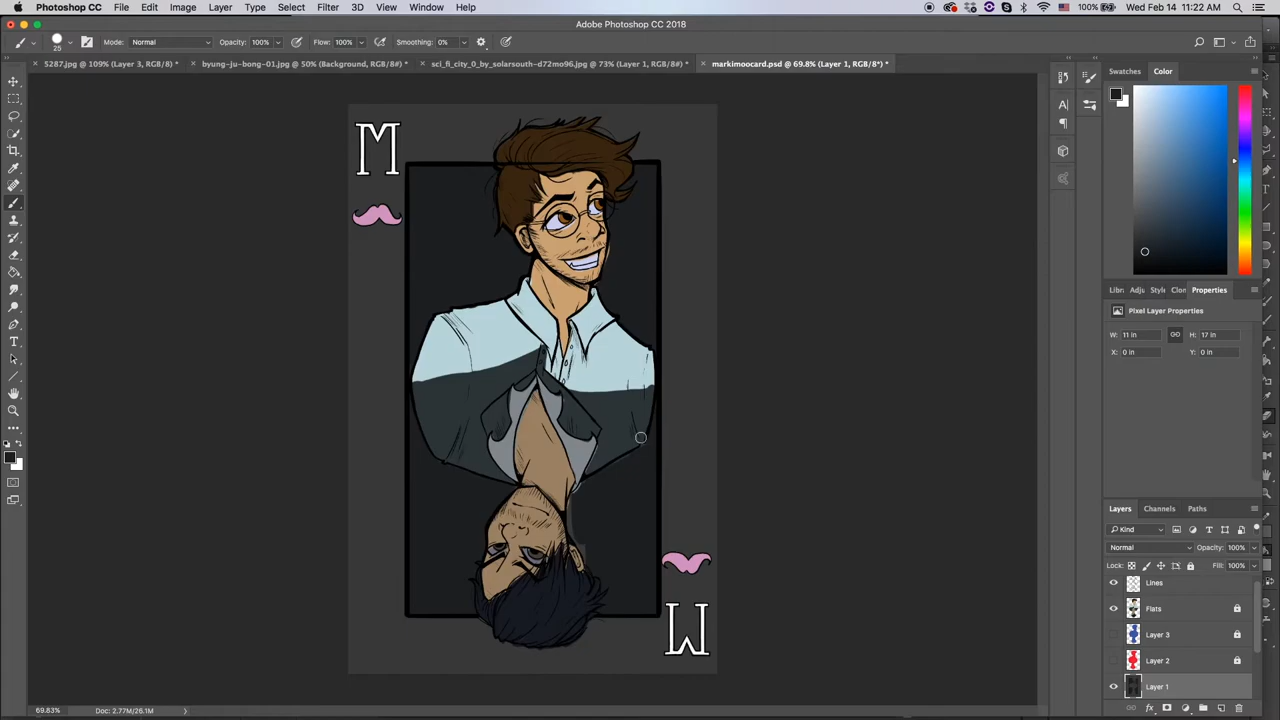 Photoshop CC File Edit Image Layer Type Select Filter 3D View Window Help 100% Wed Feb 14 11:22 AM
Adobe Photoshop CC 2018
25 Mode: Normal Opacity: 100% Flow: 100% Smoothing: 0%
5287.jpg @ 109% (Layer 3, RGB/8) * byung-ju-bong-01.jpg @ 50% (Background, RGB/8#) * sci_fi_city_0_by_solarsouth-d72mo96.jpg @ 73% (Layer 1, RGB/8#) * markimoocard.psd @ 69.8% (Layer 1, RGB/8*) *
Swatches Color
M
Libr Adju Style Clon Properties
Pixel Layer Properties
W: 11 in H: 17 in
X: 0 in Y: 0 in
Layers Channels Paths
Kind
Normal Opacity: 100%
Lock: Fill: 100%
Lines
Flats
Layer 3
Layer 2
Layer 1
M
69.83% Doc: 2.77M/26.1M